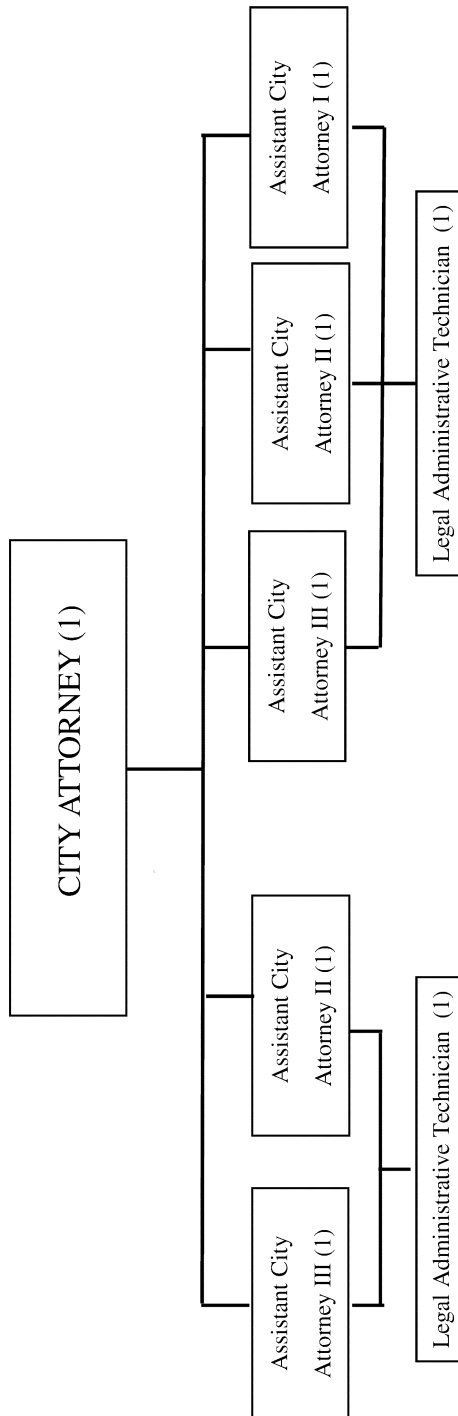 CITY ATTORNEY (1)
Assistant City
Attorney III (1)
Assistant City
Attorney II (1)
Assistant City
Attorney III (1)
Assistant City
Attorney II (1)
Assistant City
Attorney I (1)
Legal Administrative Technician (1)
Legal Administrative Technician (1)